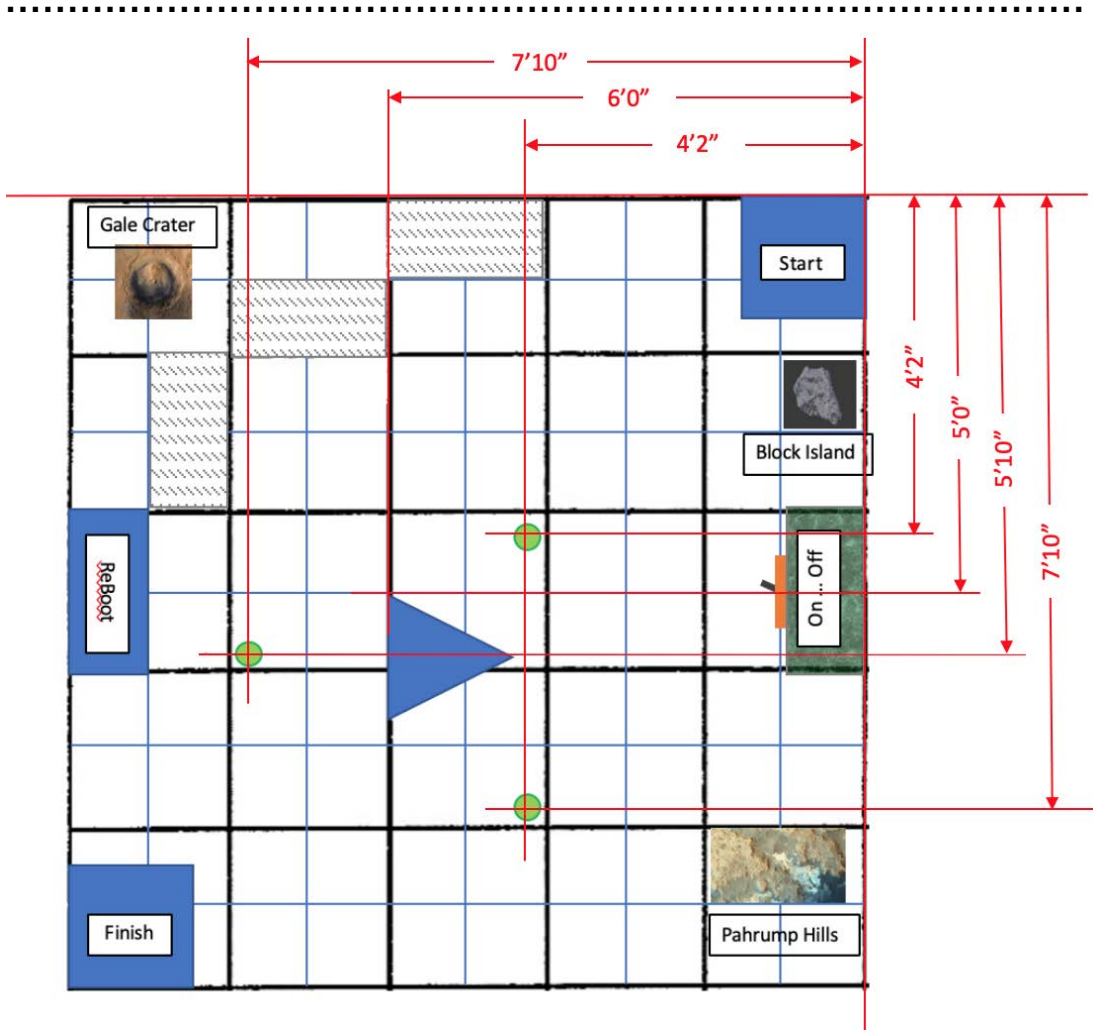 7’10”
6’0”
4’2”
Gale Crater
Start
4’2”
5’0”
5’10”
7’10”
Block Island
ReBoot
On ... Off
Finish
Pahrump Hills